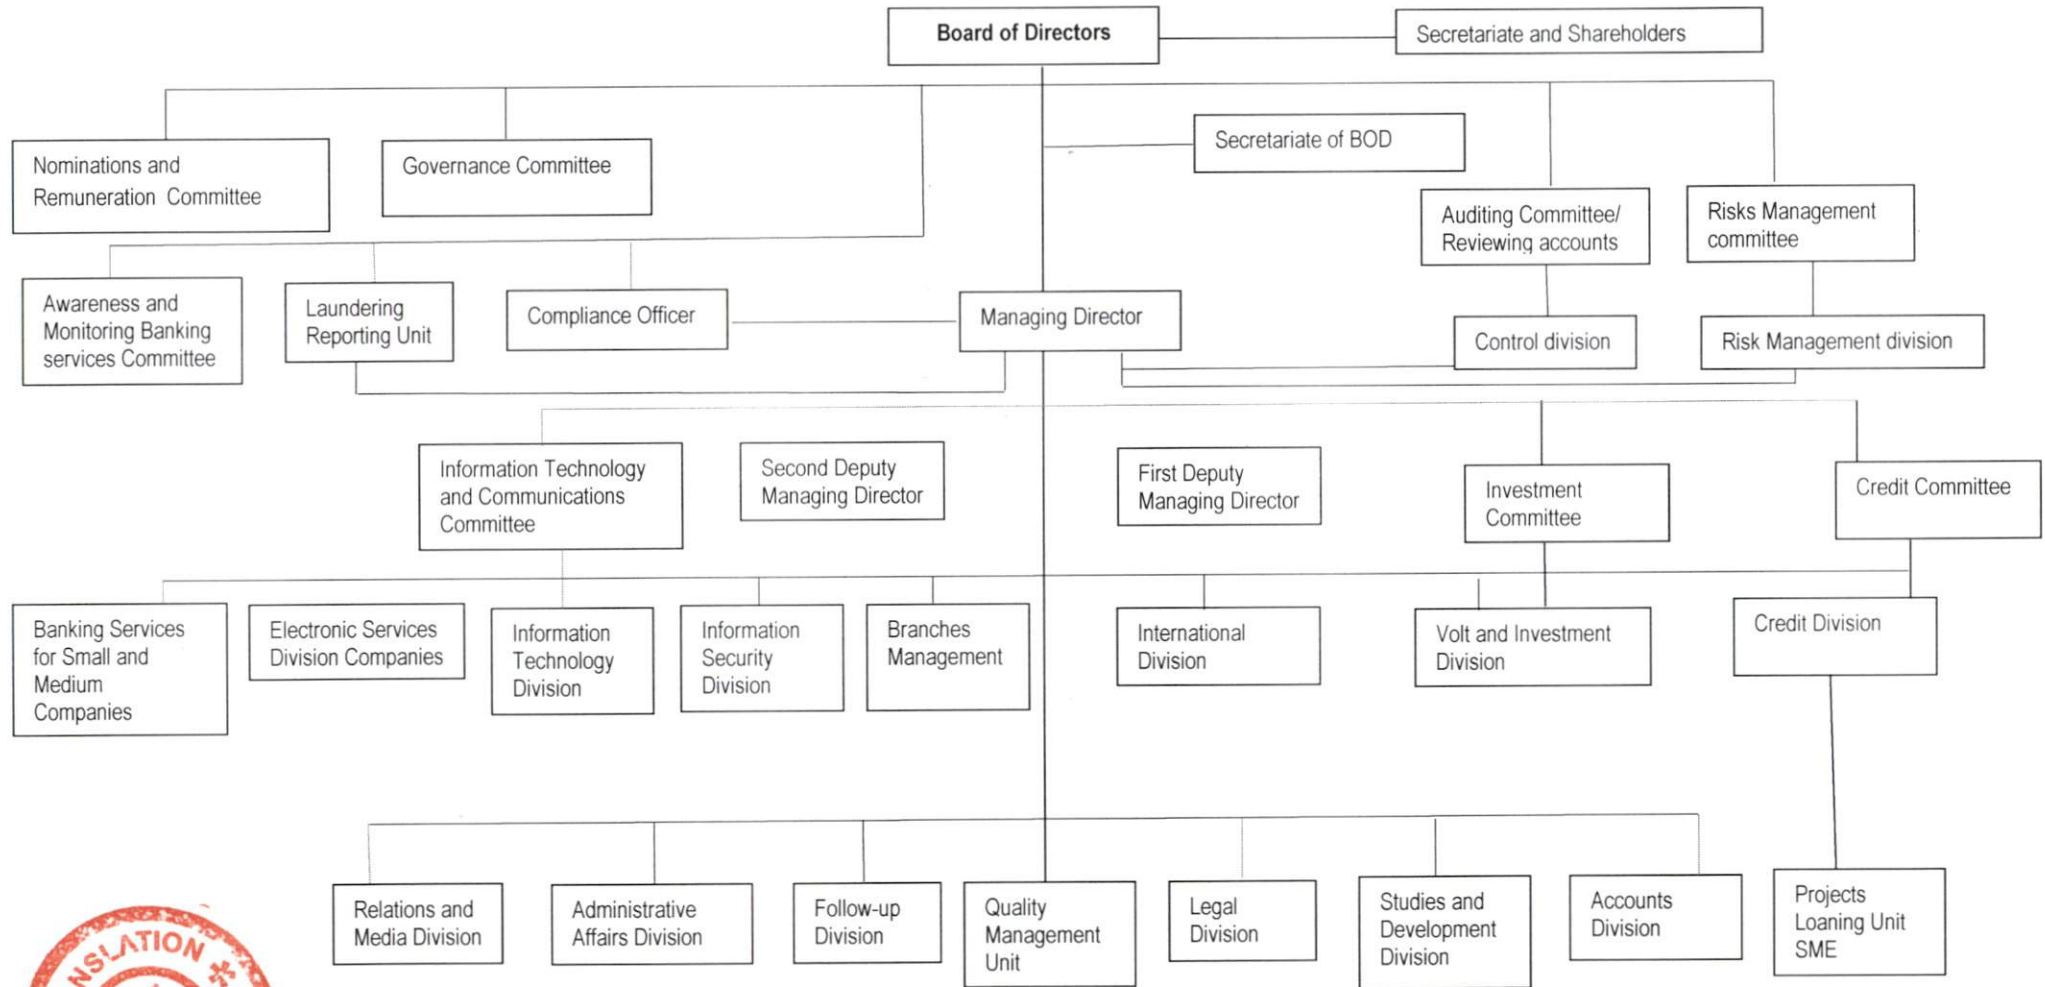 Board of Directors
Secretariate and Shareholders
Secretariate of BOD
Nominations and
Remuneration Committee
Governance Committee
Auditing Committee/
Reviewing accounts
Risks Management
committee
Awareness and
Monitoring Banking
services Committee
Laundering
Reporting Unit
Compliance Officer
Managing Director
Control division
Risk Management division
Information Technology
and Communications
Committee
Second Deputy
Managing Director
First Deputy
Managing Director
Investment
Committee
Credit Committee
Banking Services
for Small and
Medium
Companies
Electronic Services
Division Companies
Information
Technology
Division
Information
Security
Division
Branches
Management
International
Division
Volt and Investment
Division
Credit Division
Relations and
Media Division
Administrative
Affairs Division
Follow-up
Division
Quality
Management
Unit
Legal
Division
Studies and
Development
Division
Accounts
Division
Projects
Loaning Unit
SME
NSLATION